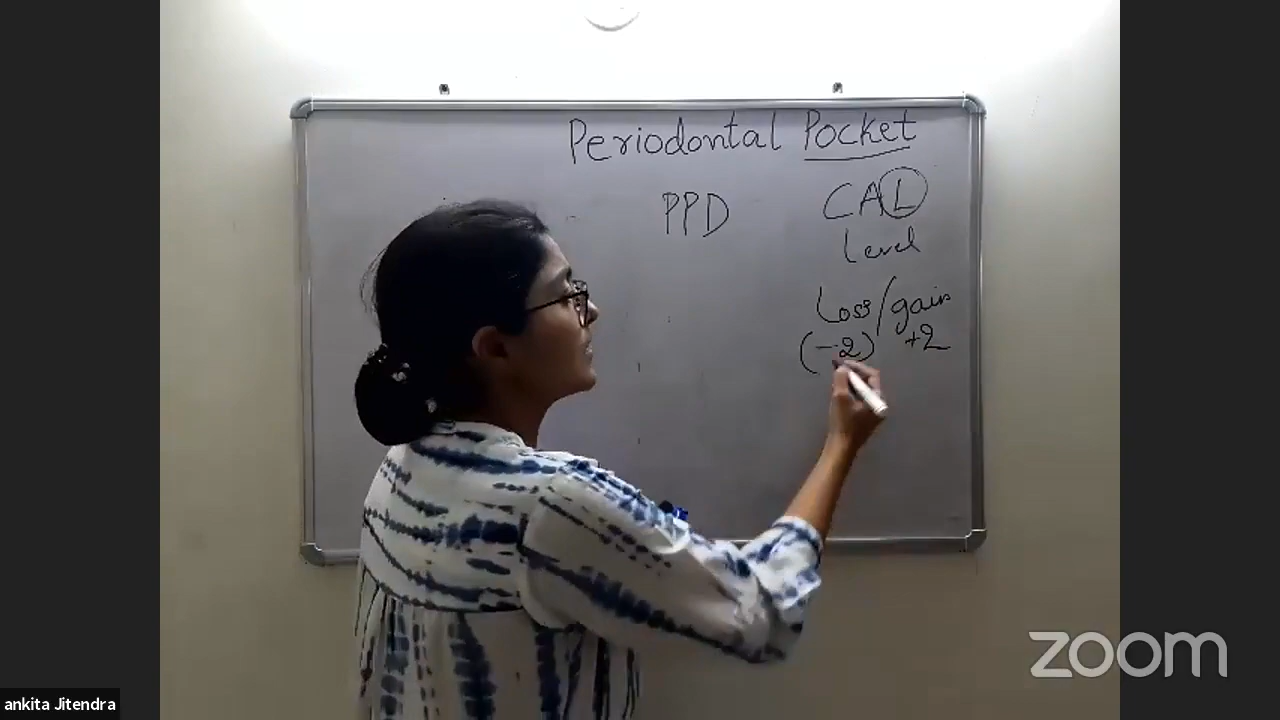 Periodontal Pocket
PPD CAL
Level
Loss/gain
(-2) +2
zoom
ankita Jitendra